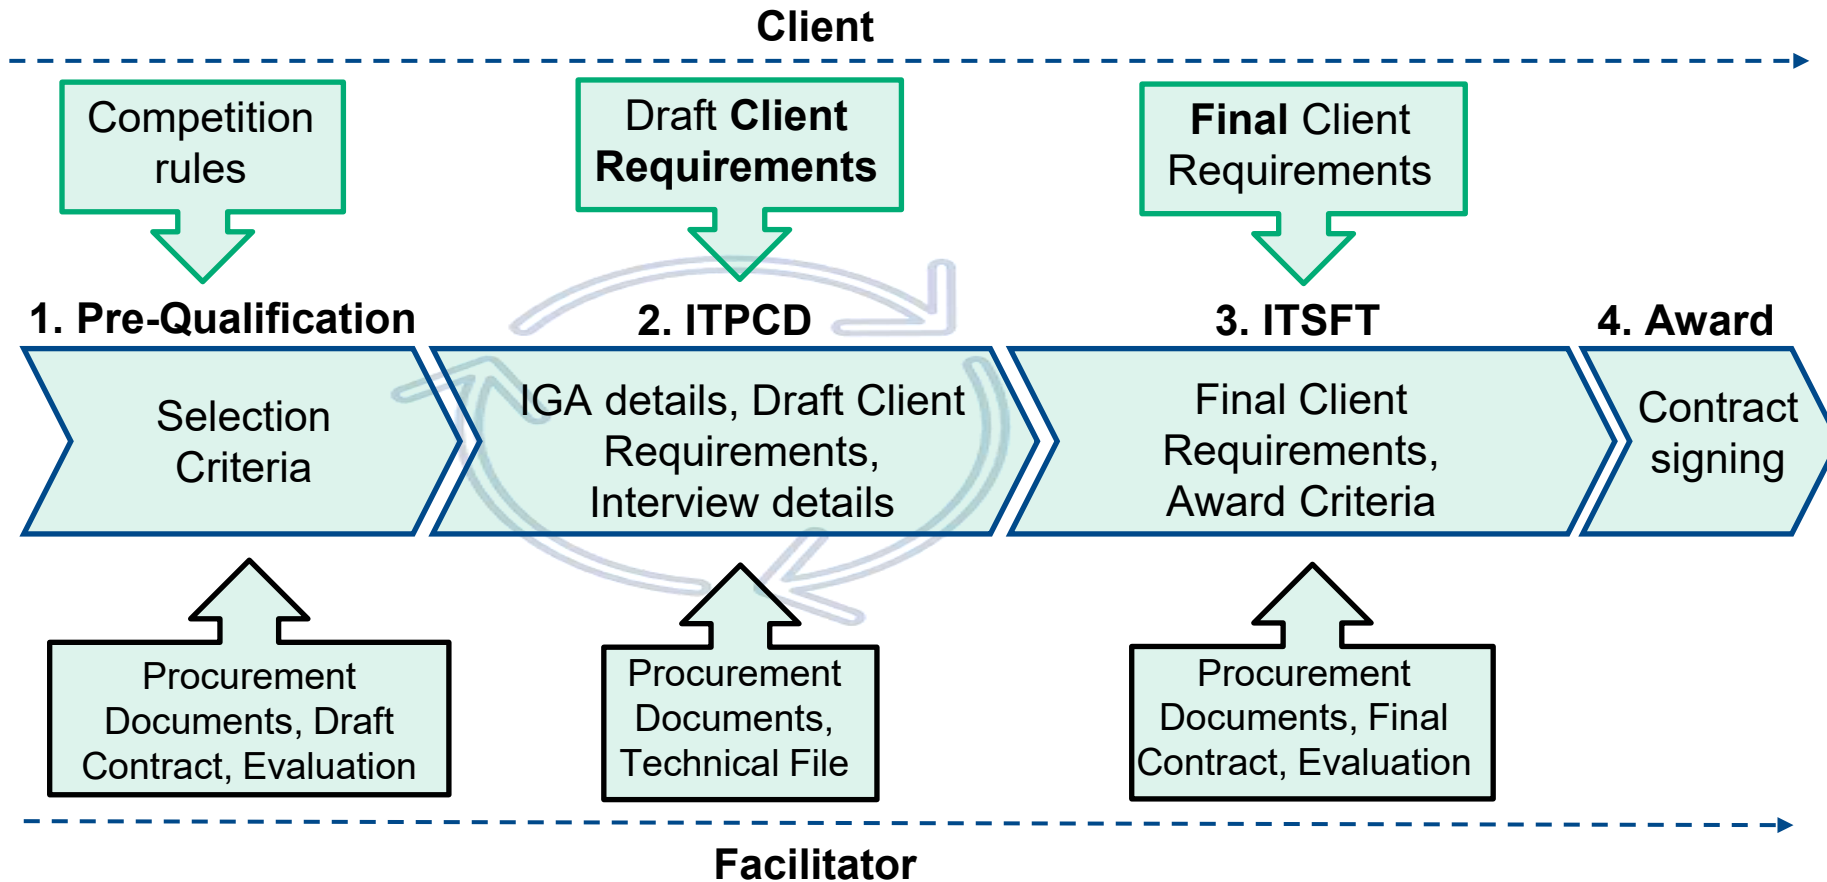 Client
Competition
rules
Draft Client
Requirements
Final Client
Requirements
1. Pre-Qualification
2. ITPCD
3. ITSFT
4. Award
Selection
Criteria
IGA details, Draft Client
Requirements,
Interview details
Final Client
Requirements,
Award Criteria
Contract
signing
Procurement
Documents, Draft
Contract, Evaluation
Procurement
Documents,
Technical File
Procurement
Documents, Final
Contract, Evaluation
Facilitator